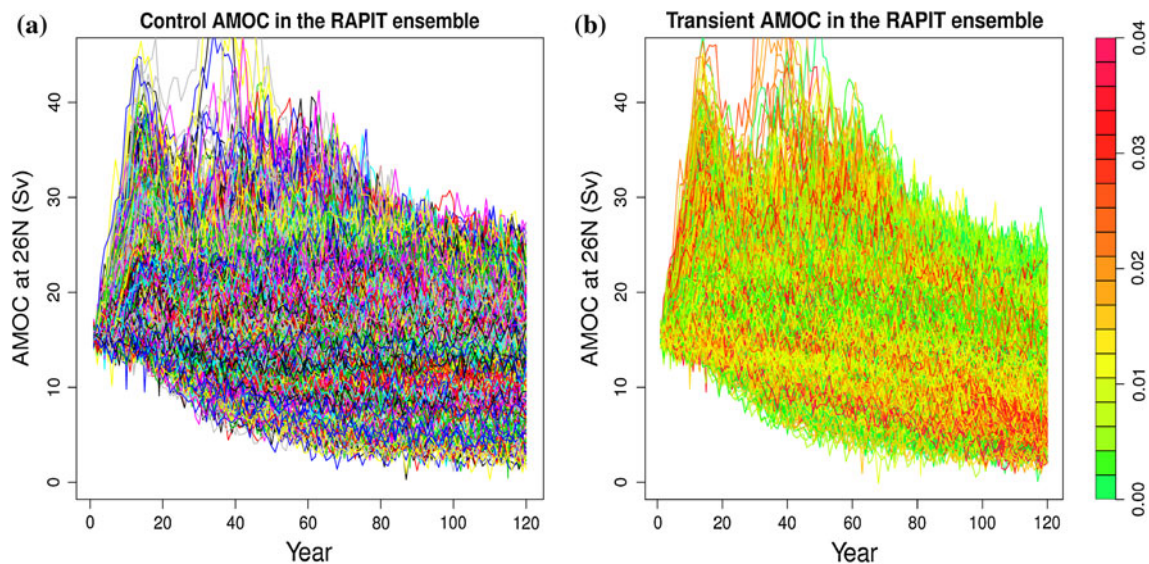 (a) Control AMOC in the RAPIT ensemble
AMOC at 26N (Sv)
40
30
20
10
0
0 20 40 60 80 100 120
Year
(b) Transient AMOC in the RAPIT ensemble
AMOC at 26N (Sv)
40
30
20
10
0
0 20 40 60 80 100 120
Year
0.04
0.03
0.02
0.01
0.00